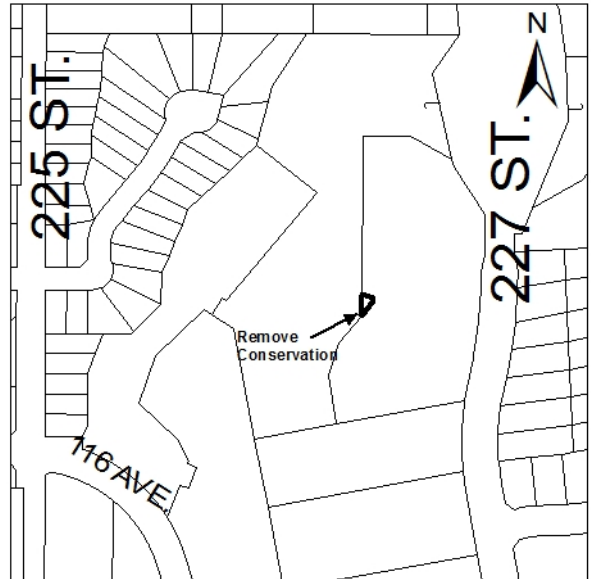 N
225 ST.
227 ST.
Remove
Conservation
116 AVE.